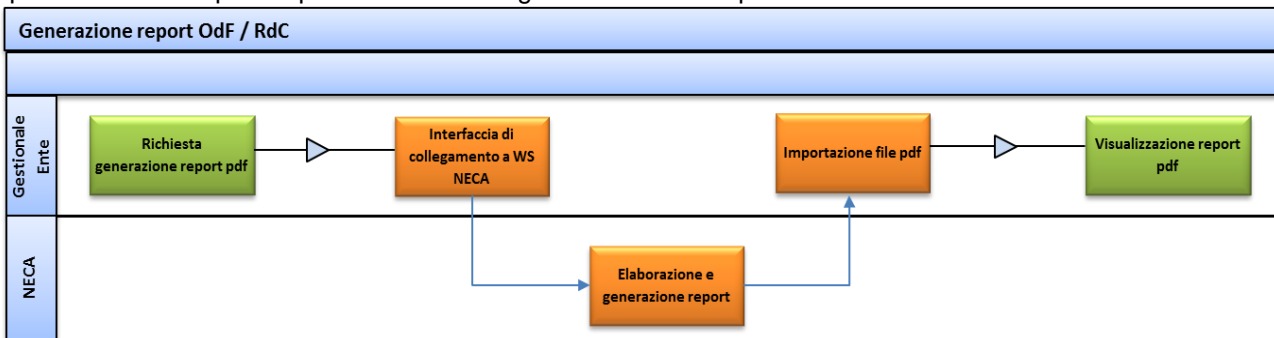 Generazione report OdF / RdC
Gestionale
Ente
Richiesta
generazione report pdf
Interfaccia di
collegamento a WS
NECA
Importazione file pdf
Visualizzazione report
pdf
NECA
Elaborazione e
generazione report